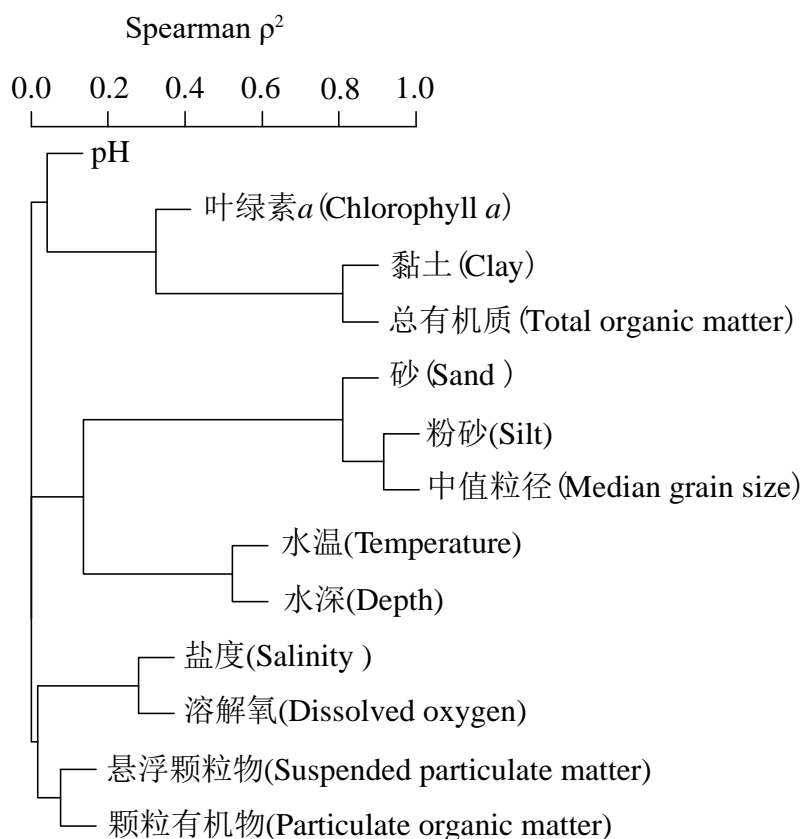 Spearman ρ²
0.0 0.2 0.4 0.6 0.8 1.0
pH
叶绿素a (Chlorophyll a)
黏土 (Clay)
总有机质 (Total organic matter)
砂 (Sand )
粉砂(Silt)
中值粒径 (Median grain size)
水温(Temperature)
水深(Depth)
盐度(Salinity )
溶解氧(Dissolved oxygen)
悬浮颗粒物(Suspended particulate matter)
颗粒有机物(Particulate organic matter)